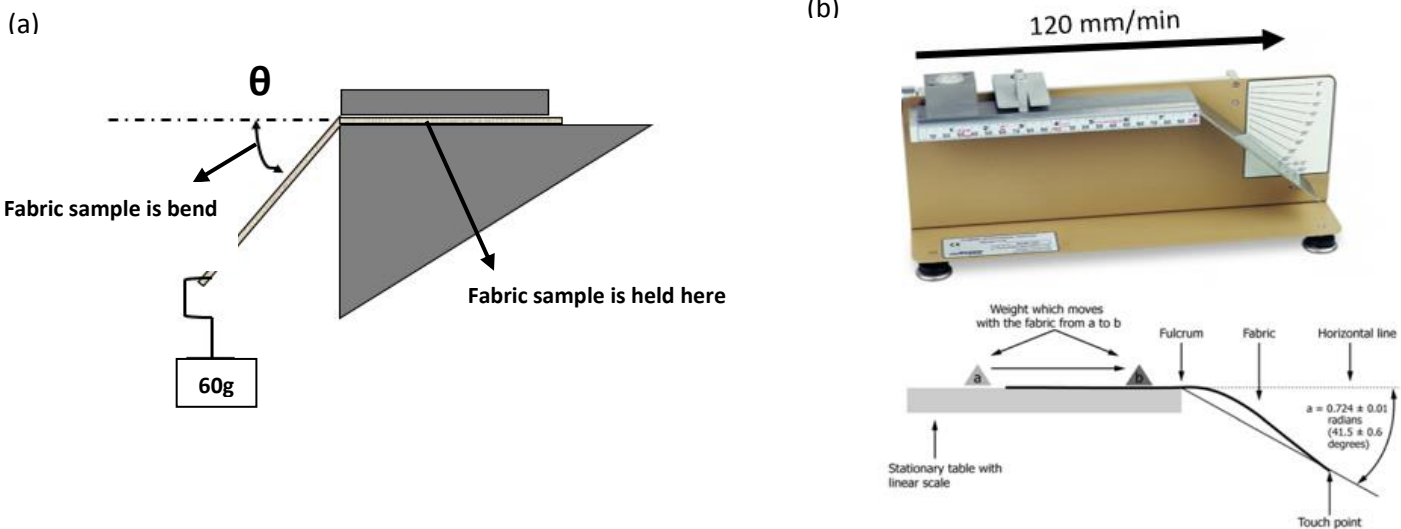 (a)
θ
Fabric sample is bend
Fabric sample is held here
60g
(b)
120 mm/min
Weight which moves
with the fabric from a to b
Fulcrum
Fabric
Horizontal line
a
b
a = 0.724 ± 0.01
radians
(41.5 ± 0.6
degrees)
Stationary table with
linear scale
Touch point